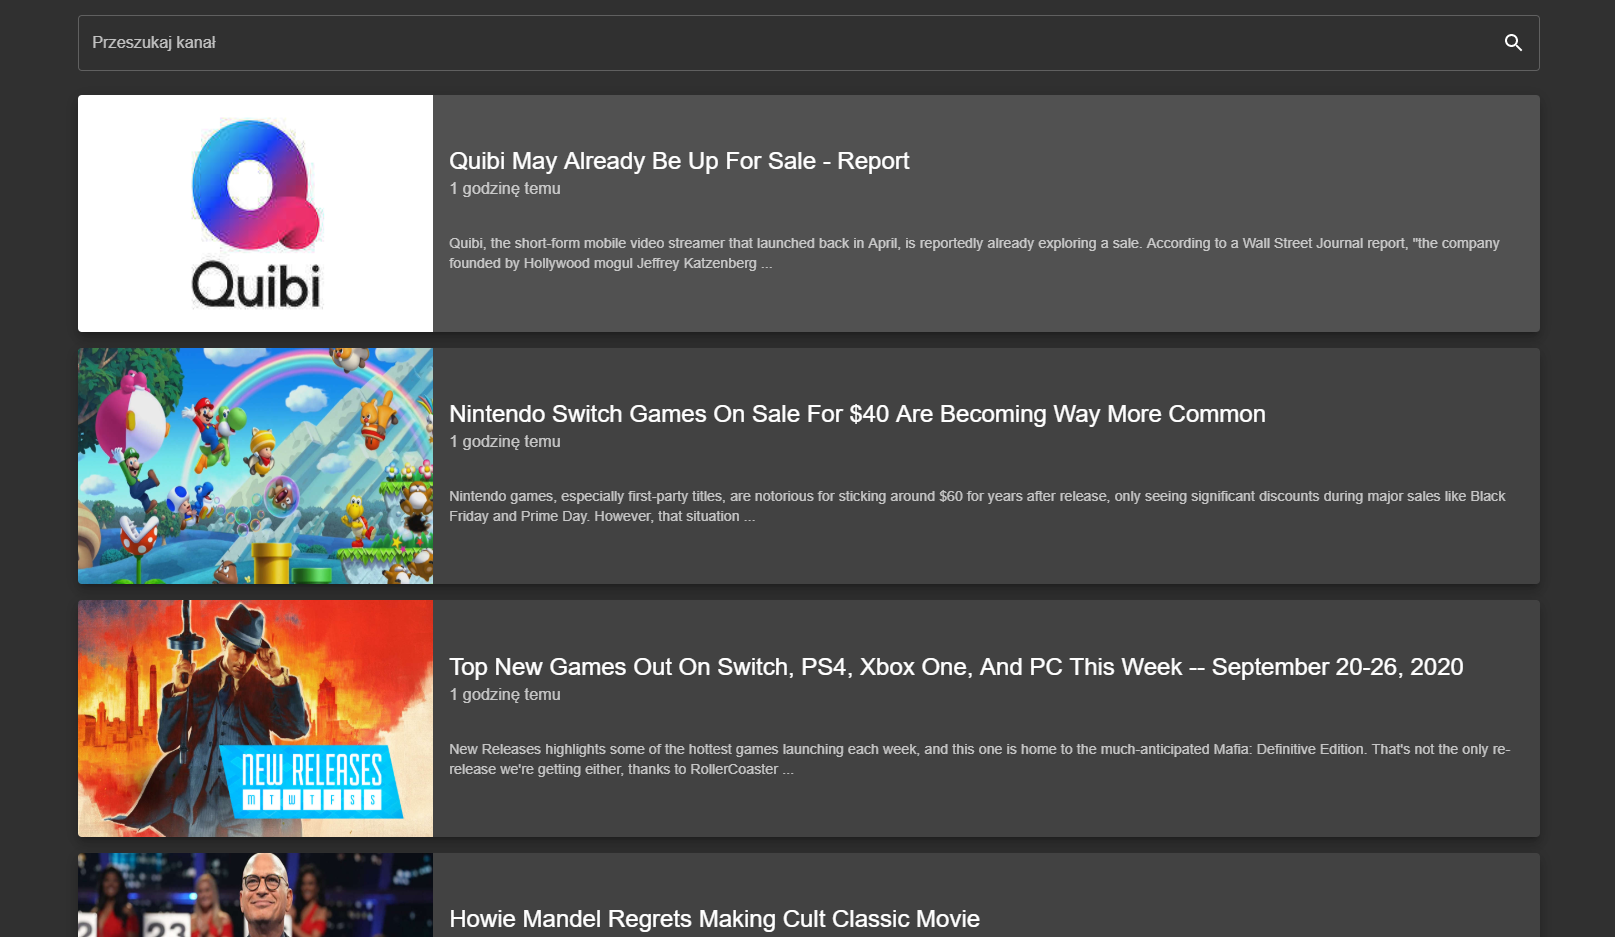 Przeszukaj kanał
Quibi
Quibi May Already Be Up For Sale - Report
1 godzinę temu
Quibi, the short-form mobile video streamer that launched back in April, is reportedly already exploring a sale. According to a Wall Street Journal report, "the company
founded by Hollywood mogul Jeffrey Katzenberg ...
Nintendo Switch Games On Sale For $40 Are Becoming Way More Common
1 godzinę temu
Nintendo games, especially first-party titles, are notorious for sticking around $60 for years after release, only seeing significant discounts during major sales like Black
Friday and Prime Day. However, that situation ...
NEW RELEASES
M T W T F S S
Top New Games Out On Switch, PS4, Xbox One, And PC This Week -- September 20-26, 2020
1 godzinę temu
New Releases highlights some of the hottest games launching each week, and this one is home to the much-anticipated Mafia: Definitive Edition. That's not the only re-
release we're getting either, thanks to RollerCoaster ...
23
Howie Mandel Regrets Making Cult Classic Movie